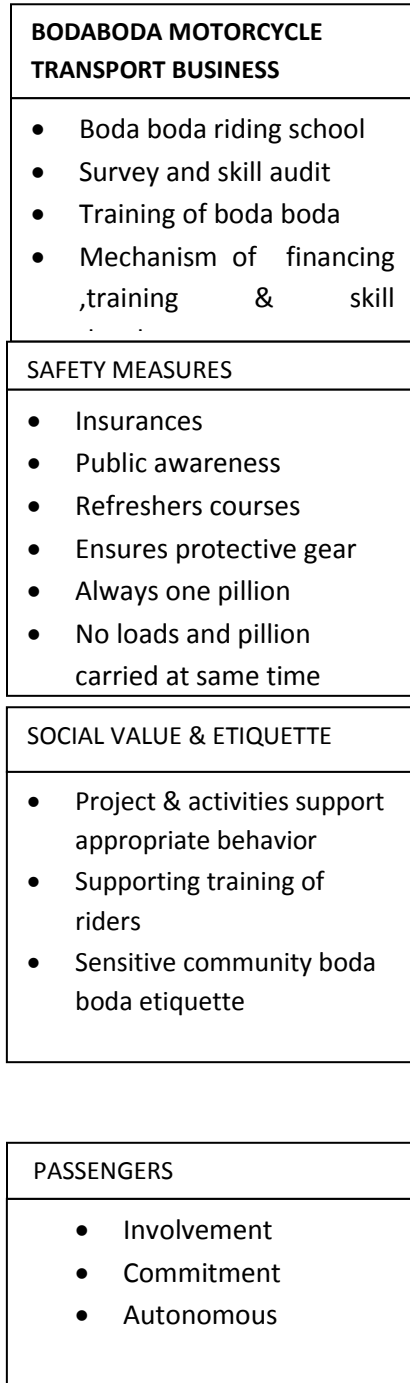 BODABODA MOTORCYCLE
TRANSPORT BUSINESS
• Boda boda riding school
• Survey and skill audit
• Training of boda boda
• Mechanism of financing
,training & skill
SAFETY MEASURES
• Insurances
• Public awareness
• Refreshers courses
• Ensures protective gear
• Always one pillion
• No loads and pillion
carried at same time
SOCIAL VALUE & ETIQUETTE
• Project & activities support
appropriate behavior
• Supporting training of
riders
• Sensitive community boda
boda etiquette
PASSENGERS
• Involvement
• Commitment
• Autonomous